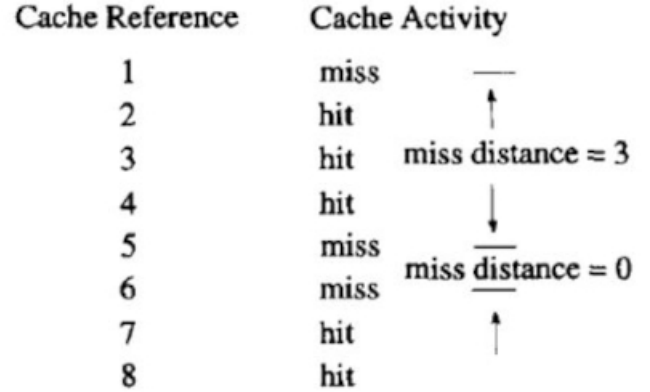 Cache Reference Cache Activity
1 miss
2 hit
3 hit miss distance = 3
4 hit
5 miss
miss distance = 0
6 miss
7 hit
8 hit